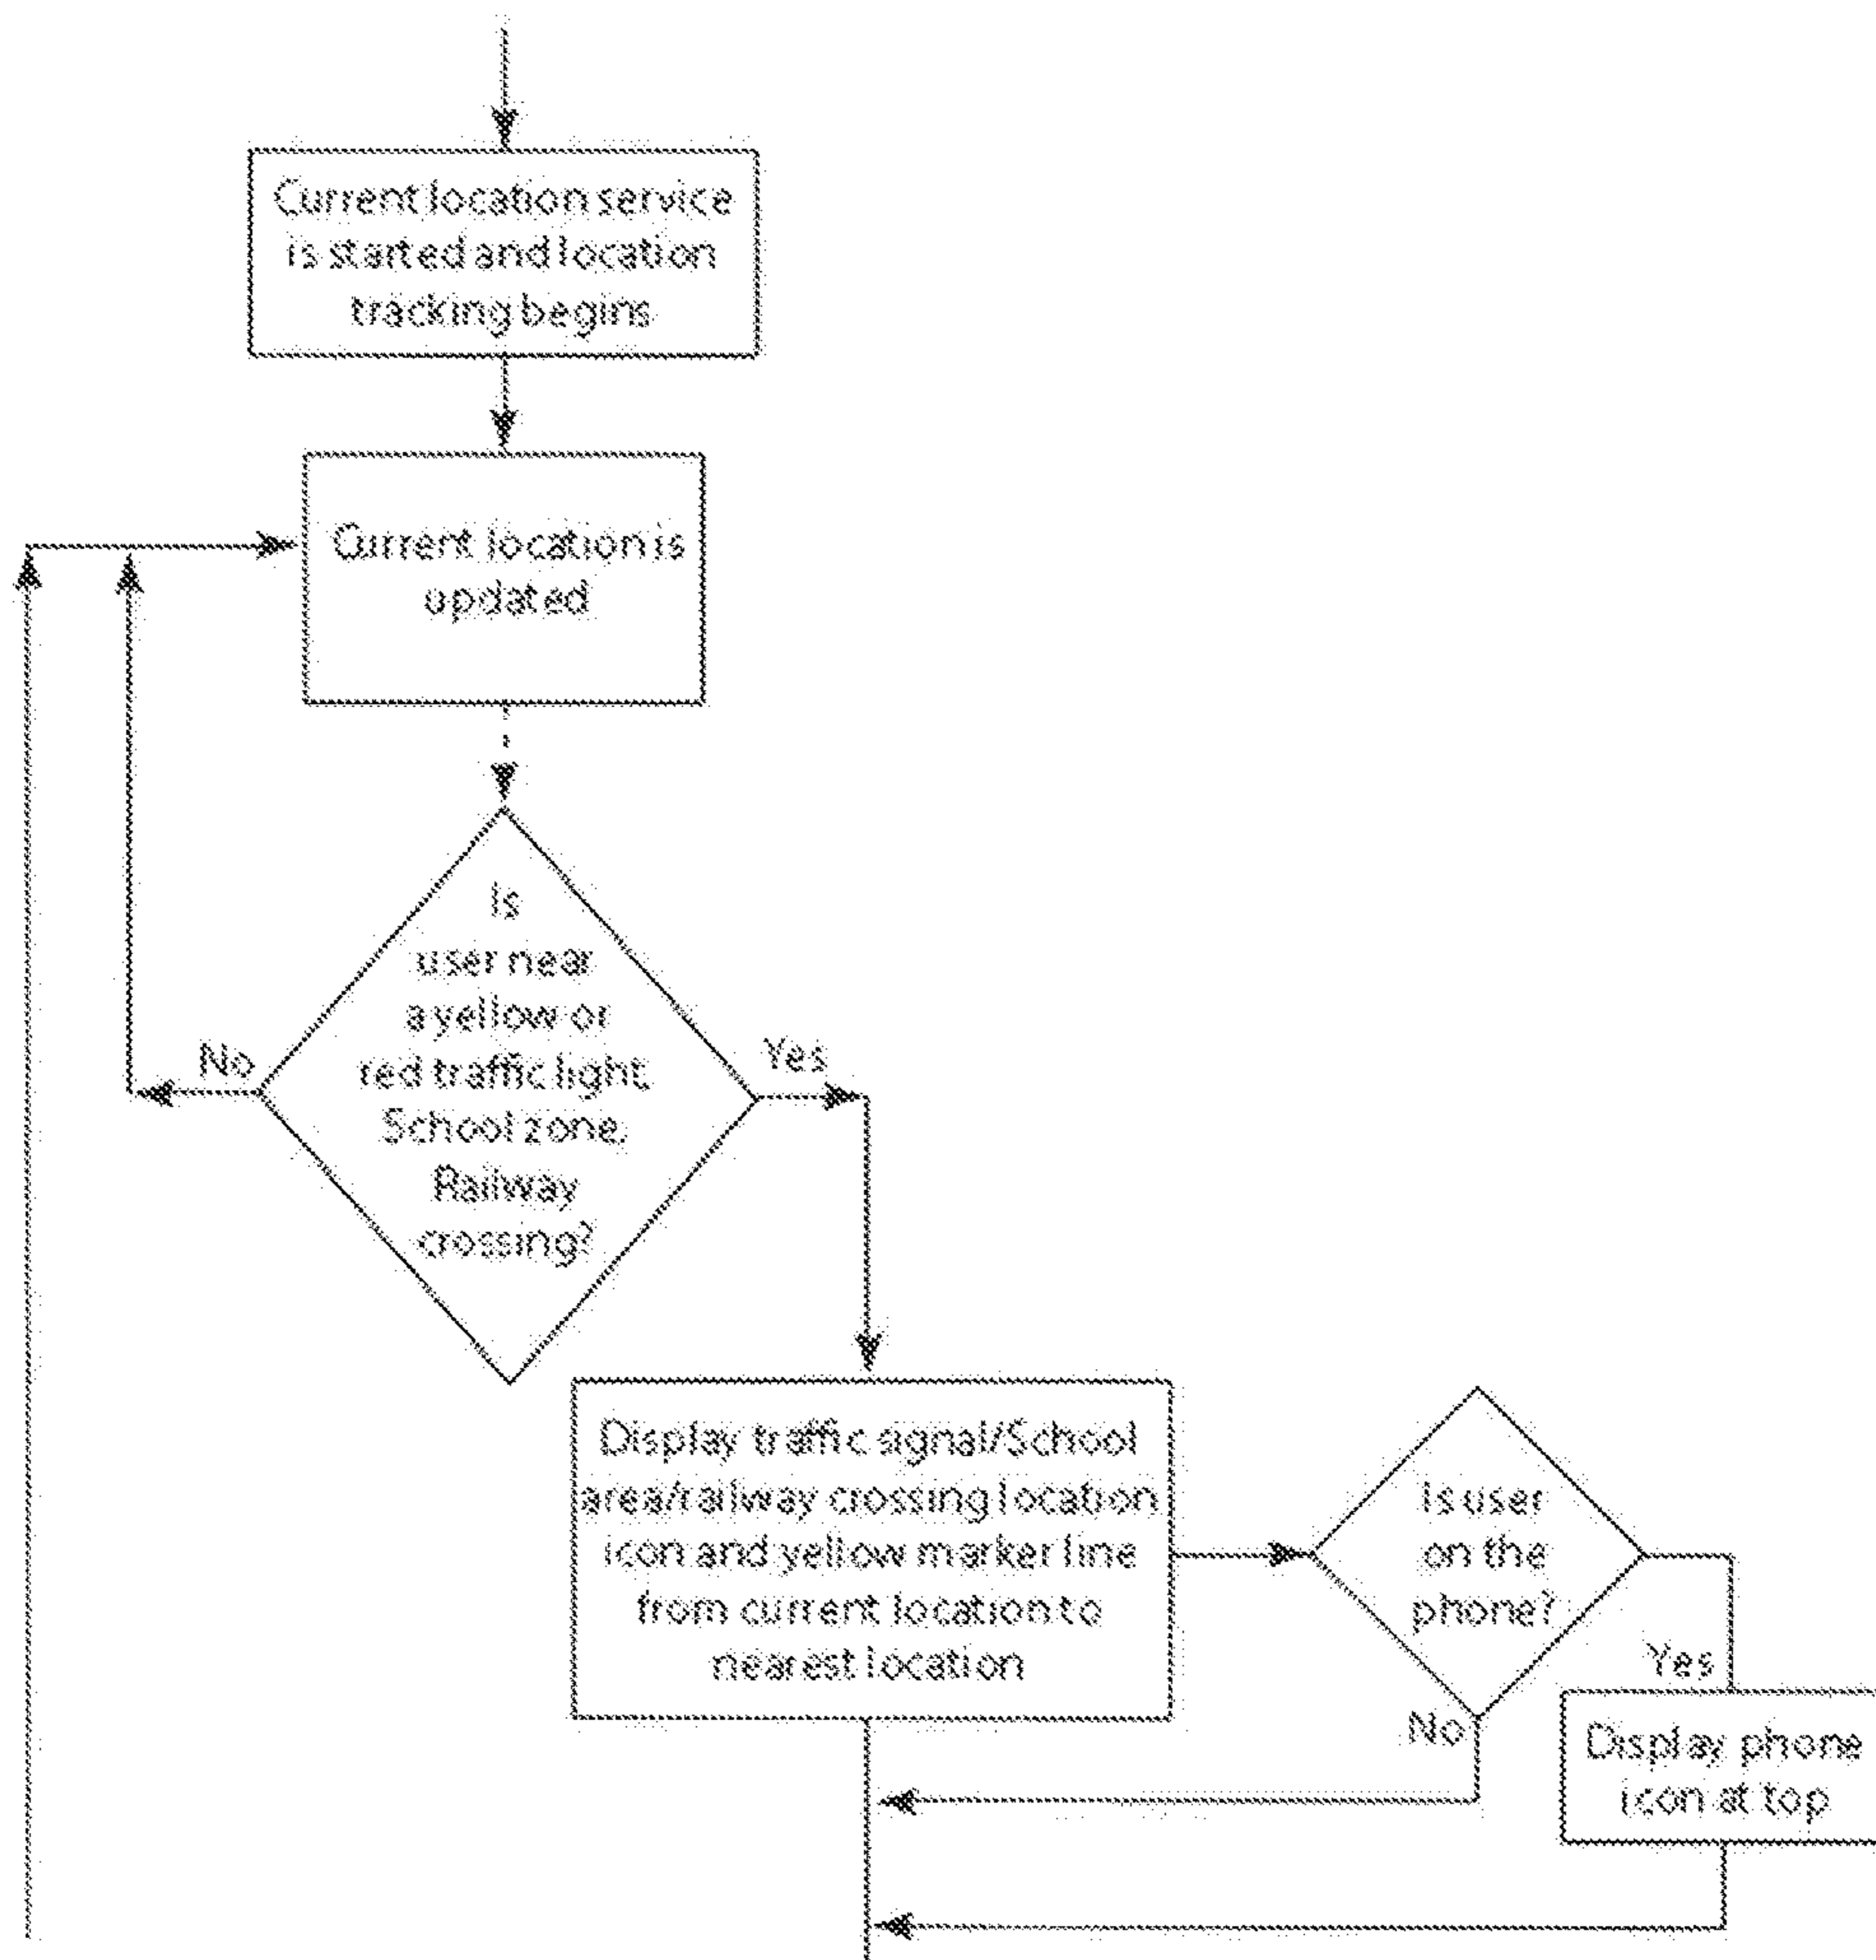 Current location service
is started and location
tracking begins
Current location is
updated
Is
user near
a yellow or
red traffic light,
School zone,
Railway
crossing?
No
Yes
Display traffic signal/School
area/railway crossing location
icon and yellow marker line
from current location to
nearest location
Is user
on the
phone?
Yes
No
Display phone
icon at top